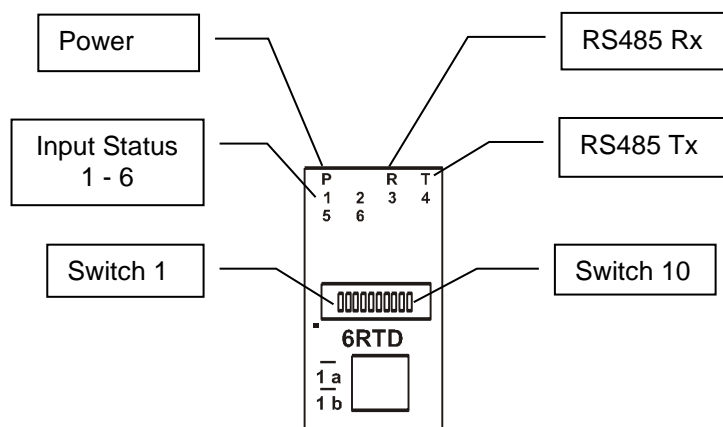 Power
RS485 Rx
Input Status
1 - 6
RS485 Tx
P R T
1 2 3 4
5 6
Switch 1
Switch 10
6RTD
1 a
1 b